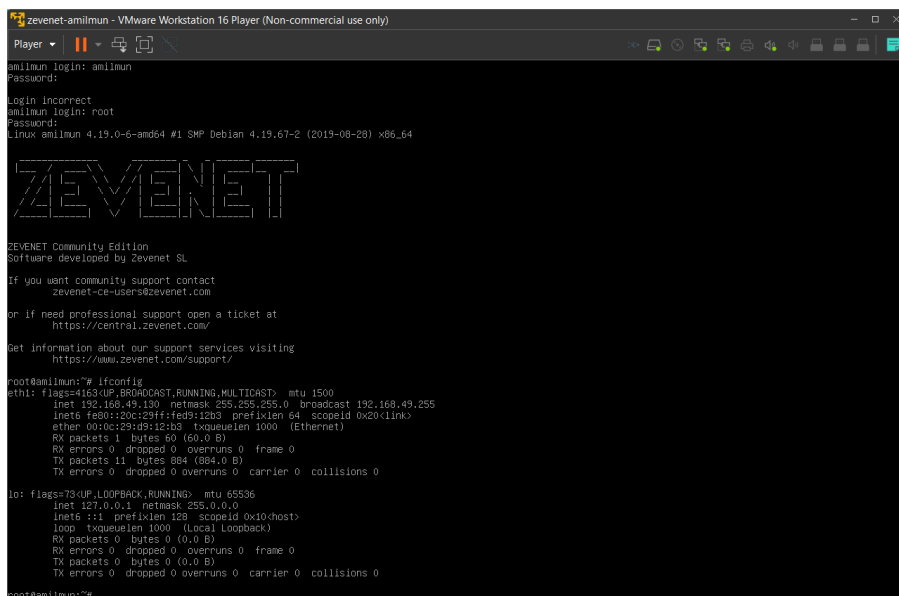 zevenet-amilmun - VMware Workstation 16 Player (Non-commercial use only)
Player
amilmun login: amilmun
Password:
Login incorrect
amilmun login: root
Password:
Linux amilmun 4.19.0-6-amd64 #1 SMP Debian 4.19.67-2 (2019-08-28) x86_64
ZEVENET
ZEVENET Community Edition
Software developed by Zevenet SL
If you want community support contact
zevenet-ce-users@zevenet.com
or if need professional support open a ticket at
https://central.zevenet.com/
Get information about our support services visiting
https://www.zevenet.com/support/
root@amilmun:~# ifconfig
eth1: flags=4163<UP,BROADCAST,RUNNING,MULTICAST>  mtu 1500
inet 192.168.49.130  netmask 255.255.255.0  broadcast 192.168.49.255
inet6 fe80::20c:29ff:fed9:12b3  prefixlen 64  scopeid 0x20<link>
ether 00:0c:29:d9:12:b3  txqueuelen 1000  (Ethernet)
RX packets 1  bytes 60 (60.0 B)
RX errors 0  dropped 0  overruns 0  frame 0
TX packets 11  bytes 884 (884.0 B)
TX errors 0  dropped 0 overruns 0  carrier 0  collisions 0
lo: flags=73<UP,LOOPBACK,RUNNING>  mtu 65536
inet 127.0.0.1  netmask 255.0.0.0
inet6 ::1  prefixlen 128  scopeid 0x10<host>
loop  txqueuelen 1000  (Local Loopback)
RX packets 0  bytes 0 (0.0 B)
RX errors 0  dropped 0  overruns 0  frame 0
TX packets 0  bytes 0 (0.0 B)
TX errors 0  dropped 0 overruns 0  carrier 0  collisions 0
root@amilmun:~#